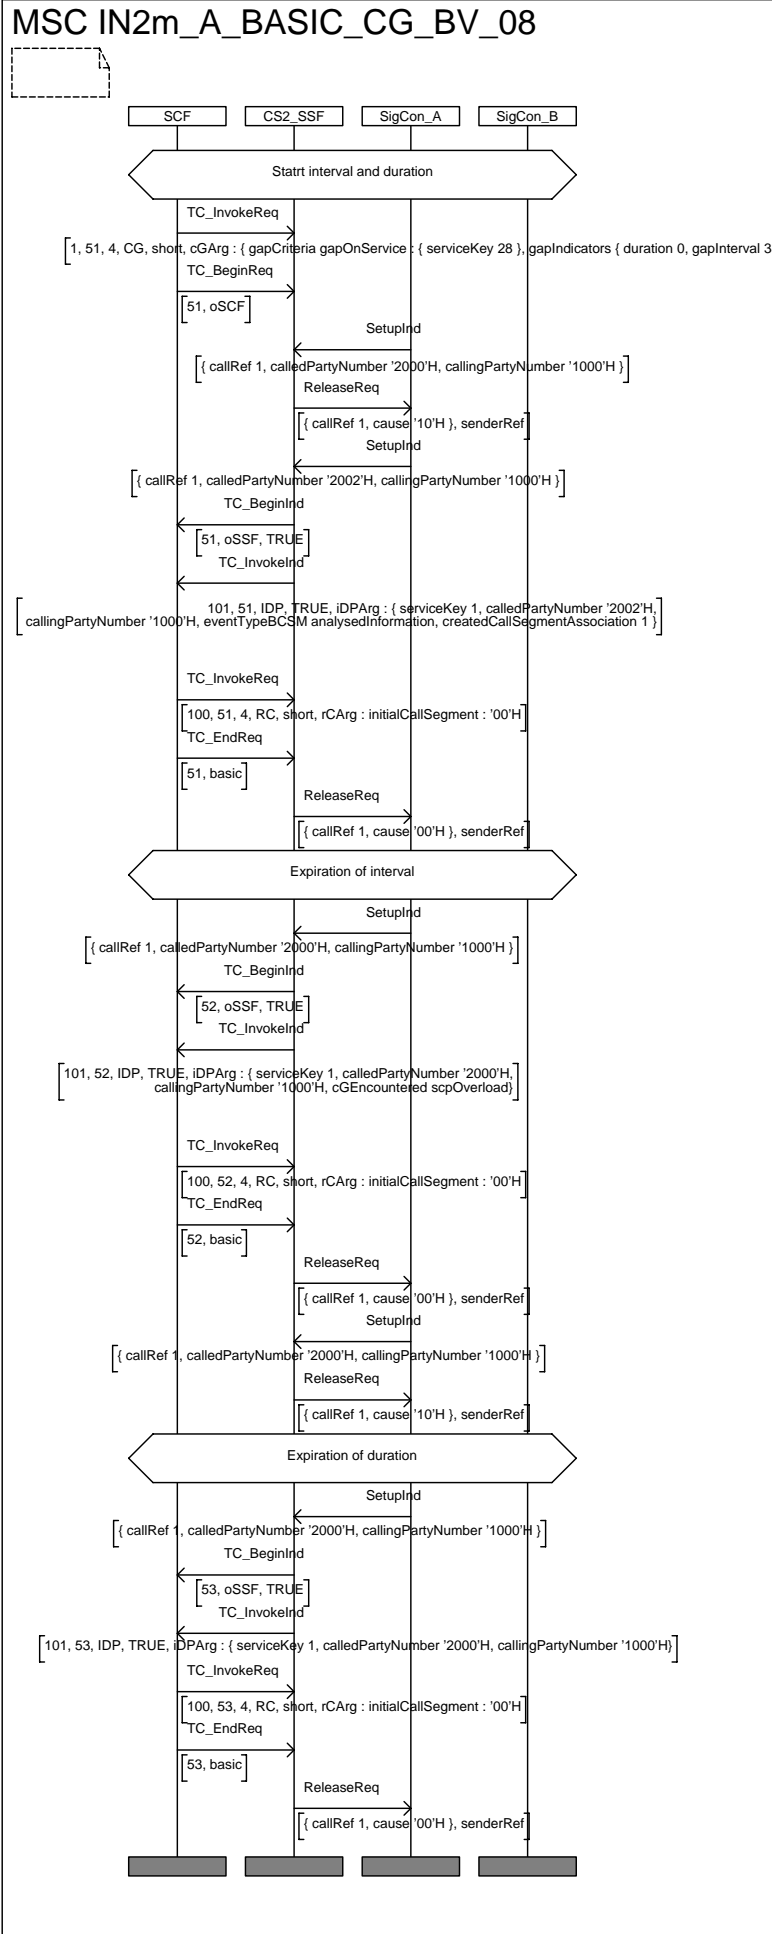 MSC IN2m_A_BASIC_CG_BV_08
SCF
CS2_SSF
SigCon_A
SigCon_B
Statrt interval and duration
TC_InvokeReq
1, 51, 4, CG, short, cGArg : { gapCriteria gapOnService : { serviceKey 28 }, gapIndicators { duration 0, gapInterval 3
TC_BeginReq
51, oSCF
SetupInd
{ callRef 1, calledPartyNumber '2000'H, callingPartyNumber '1000'H }
ReleaseReq
{ callRef 1, cause '10'H }, senderRef
SetupInd
{ callRef 1, calledPartyNumber '2002'H, callingPartyNumber '1000'H }
TC_BeginInd
51, oSSF, TRUE
TC_InvokeInd
101, 51, IDP, TRUE, iDPArg : { serviceKey 1, calledPartyNumber '2002'H,
callingPartyNumber '1000'H, eventTypeBCSM analysedInformation, createdCallSegmentAssociation 1 }
TC_InvokeReq
100, 51, 4, RC, short, rCArg : initialCallSegment : '00'H
TC_EndReq
51, basic
ReleaseReq
{ callRef 1, cause '00'H }, senderRef
Expiration of interval
SetupInd
{ callRef 1, calledPartyNumber '2000'H, callingPartyNumber '1000'H }
TC_BeginInd
52, oSSF, TRUE
TC_InvokeInd
101, 52, IDP, TRUE, iDPArg : { serviceKey 1, calledPartyNumber '2000'H,
callingPartyNumber '1000'H, cGEncountered scpOverload}
TC_InvokeReq
100, 52, 4, RC, short, rCArg : initialCallSegment : '00'H
TC_EndReq
52, basic
ReleaseReq
{ callRef 1, cause '00'H }, senderRef
SetupInd
{ callRef 1, calledPartyNumber '2000'H, callingPartyNumber '1000'H }
ReleaseReq
{ callRef 1, cause '10'H }, senderRef
Expiration of duration
SetupInd
{ callRef 1, calledPartyNumber '2000'H, callingPartyNumber '1000'H }
TC_BeginInd
53, oSSF, TRUE
TC_InvokeInd
101, 53, IDP, TRUE, iDPArg : { serviceKey 1, calledPartyNumber '2000'H, callingPartyNumber '1000'H}
TC_InvokeReq
100, 53, 4, RC, short, rCArg : initialCallSegment : '00'H
TC_EndReq
53, basic
ReleaseReq
{ callRef 1, cause '00'H }, senderRef